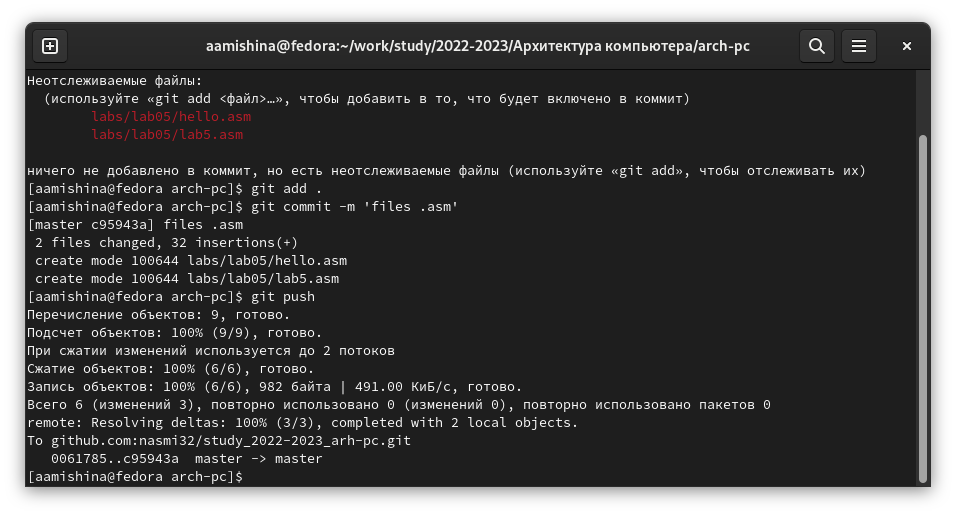 aamishina@fedora:~/work/study/2022-2023/Архитектура компьютера/arch-pc
Неотслеживаемые файлы:
  (используйте «git add <файл>…», чтобы добавить в то, что будет включено в коммит)
        labs/lab05/hello.asm
        labs/lab05/lab5.asm
ничего не добавлено в коммит, но есть неотслеживаемые файлы (используйте «git add», чтобы отслеживать их)
[aamishina@fedora arch-pc]$ git add .
[aamishina@fedora arch-pc]$ git commit -m 'files .asm'
[master c95943a] files .asm
 2 files changed, 32 insertions(+)
 create mode 100644 labs/lab05/hello.asm
 create mode 100644 labs/lab05/lab5.asm
[aamishina@fedora arch-pc]$ git push
Перечисление объектов: 9, готово.
Подсчет объектов: 100% (9/9), готово.
При сжатии изменений используется до 2 потоков
Сжатие объектов: 100% (6/6), готово.
Запись объектов: 100% (6/6), 982 байта | 491.00 КиБ/с, готово.
Всего 6 (изменений 3), повторно использовано 0 (изменений 0), повторно использовано пакетов 0
remote: Resolving deltas: 100% (3/3), completed with 2 local objects.
To github.com:nasmi32/study_2022-2023_arh-pc.git
   0061785..c95943a  master -> master
[aamishina@fedora arch-pc]$